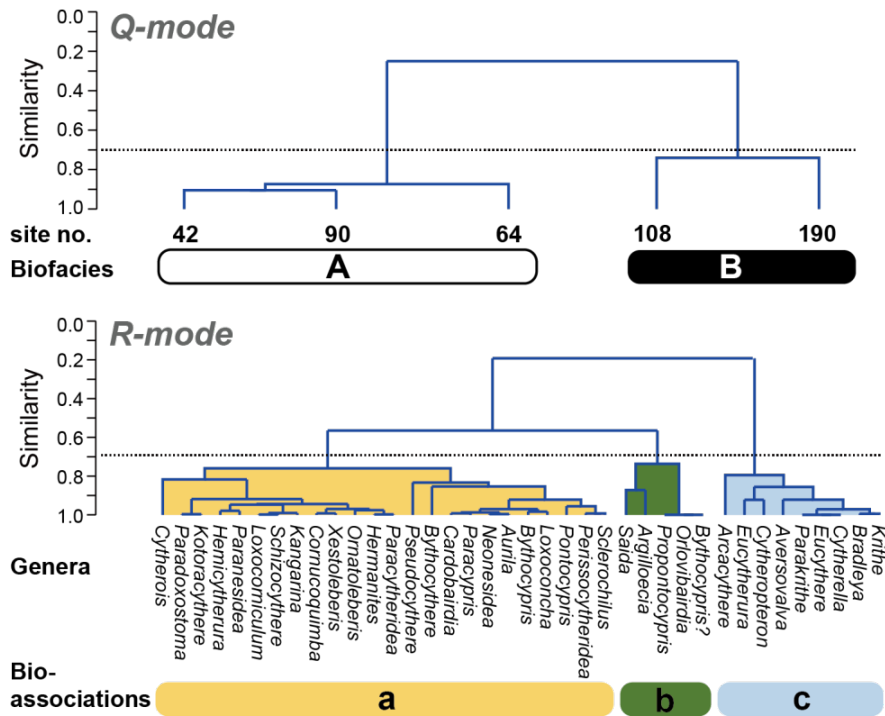 Q-mode
Similarity
0.0
0.2
0.4
0.6
0.8
1.0
site no. 42 90 64 108 190
Biofacies A B
R-mode
Similarity
0.0
0.2
0.4
0.6
0.8
1.0
Genera
Cytherois
Paradoxostoma
Kotoracythere
Hemicytherura
Paranesidea
Loxocorniculum
Schizocythere
Kangarina
Cornucoquimba
Xestoleberis
Ornatoleberis
Hermanites
Paracytheridea
Pseudocythere
Bythocythere
Cardobairdia
Paracypris
Neonesidea
Aurila
Bythocypris
Loxoconcha
Pontocypris
Perissocytheridea
Sclerochilus
Saida
Argilloecia
Propontocypris
Orlovibairdia
Bythocypris?
Arcacythere
Eucytherura
Cytheropteron
Aversovalva
Parakrithe
Eucythere
Cytherella
Bradleya
Krithe
Bio-
associations a b c